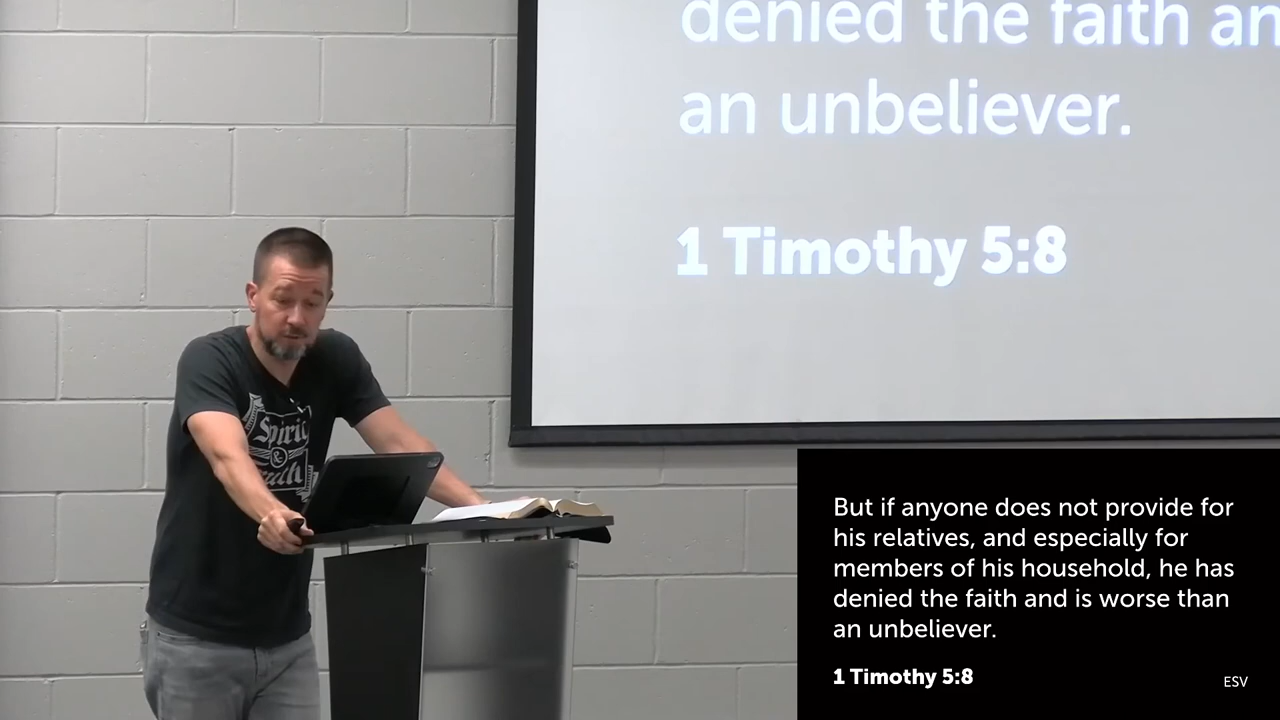 denied the faith an
an unbeliever.
1 Timothy 5:8
Spirit
&
Truth
But if anyone does not provide for
his relatives, and especially for
members of his household, he has
denied the faith and is worse than
an unbeliever.
1 Timothy 5:8
ESV